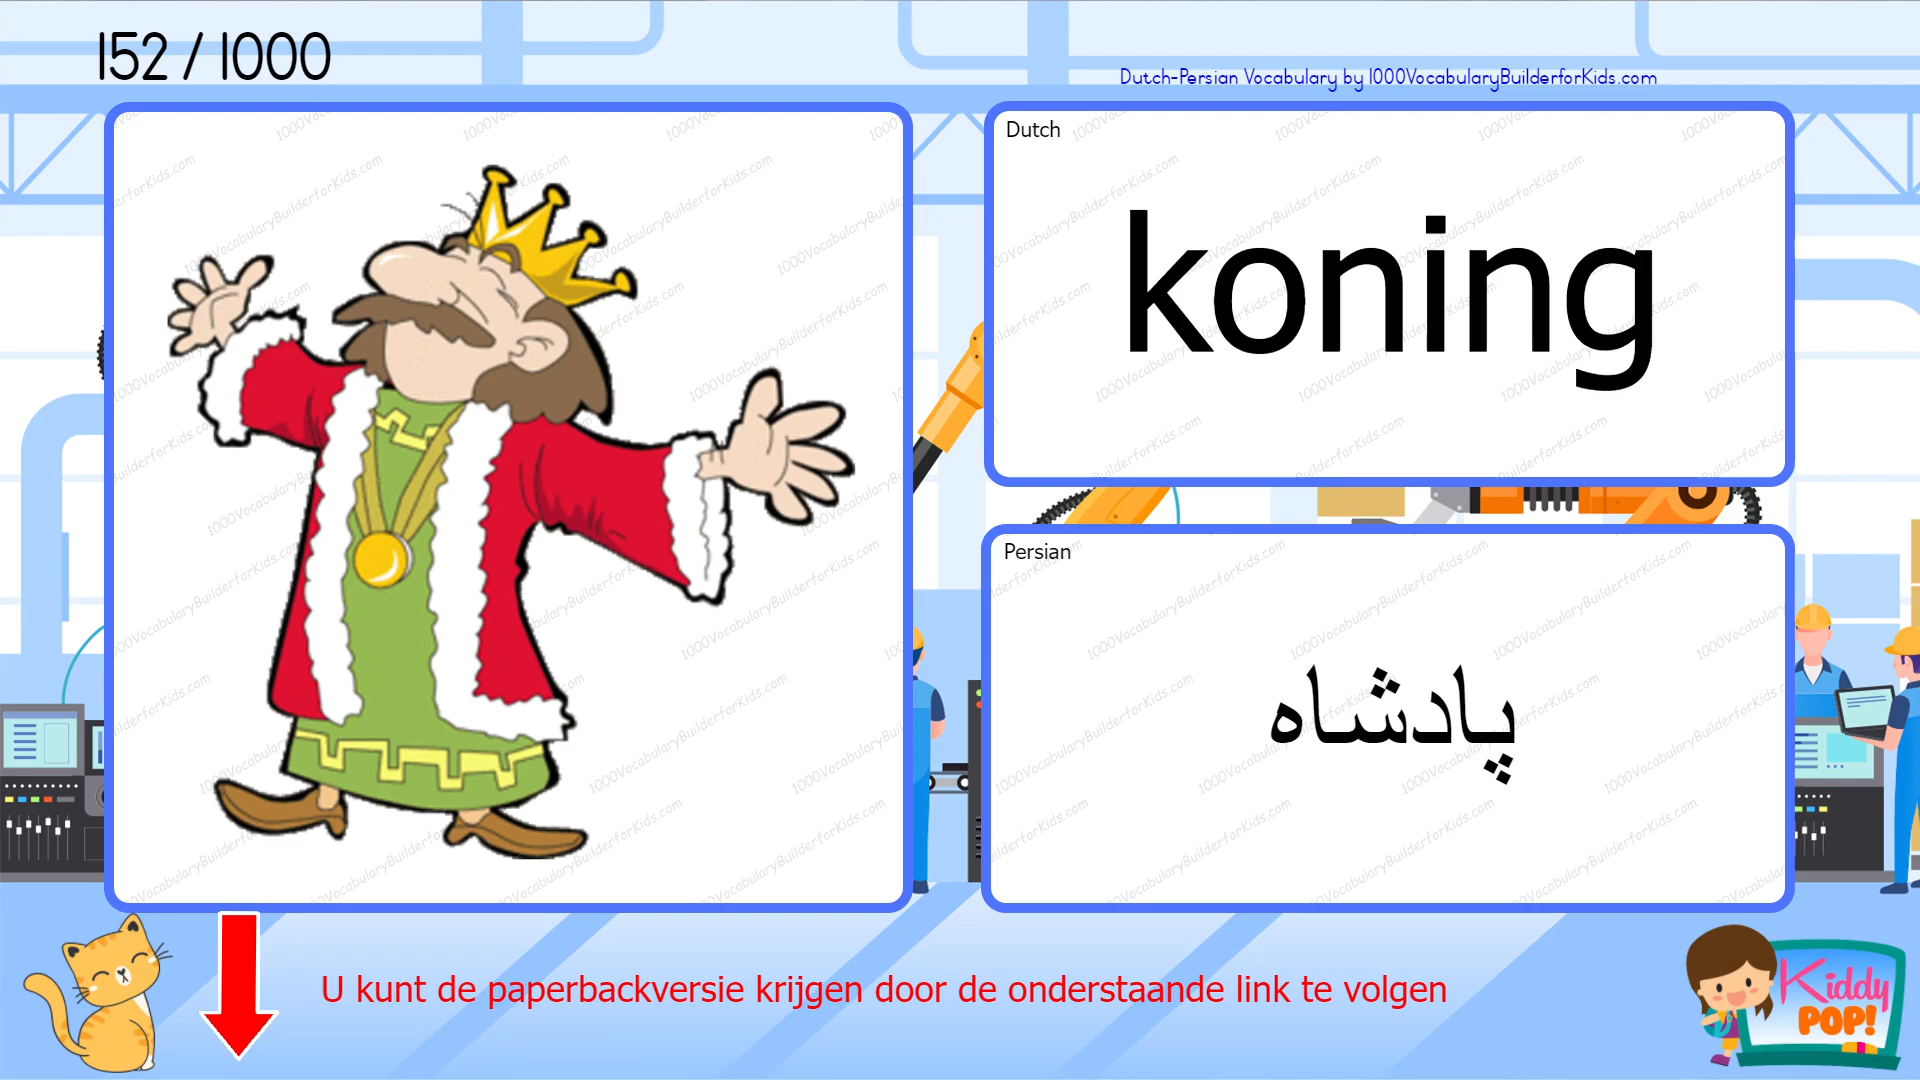 152 / 1000
Dutch-Persian Vocabulary by 1000VocabularyBuilderforKids.com
Dutch
koning
Persian
پادشاه
U kunt de paperbackversie krijgen door de onderstaande link te volgen
Kiddy
POP!